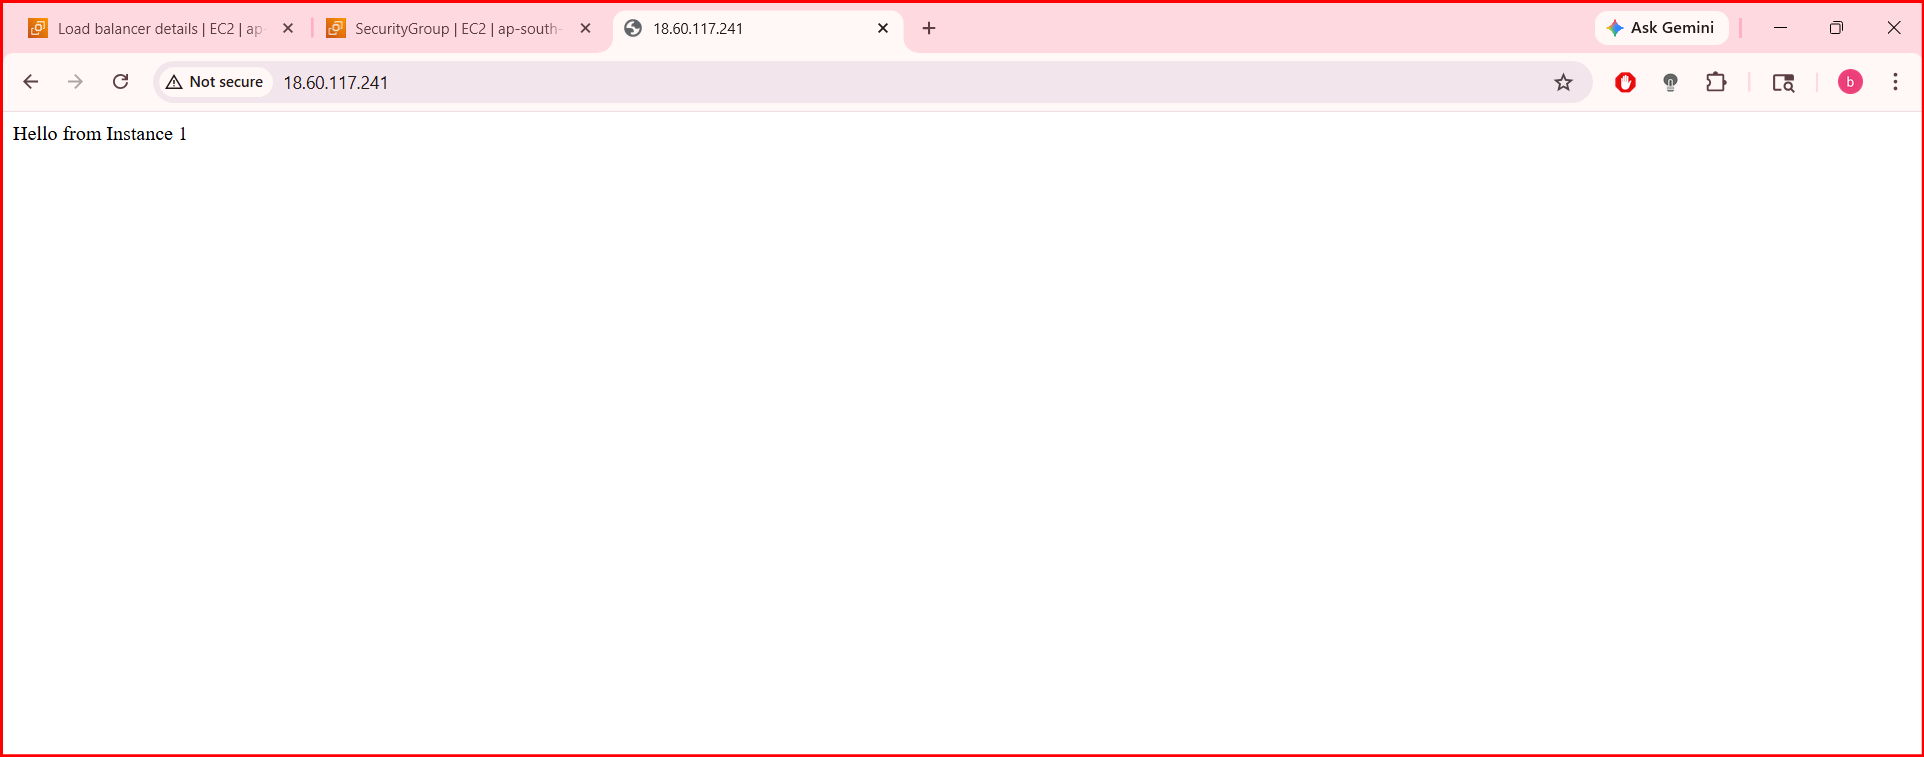 Load balancer details | EC2 | ap-
SecurityGroup | EC2 | ap-south-
18.60.117.241
Ask Gemini
Not secure
18.60.117.241
b
Hello from Instance 1